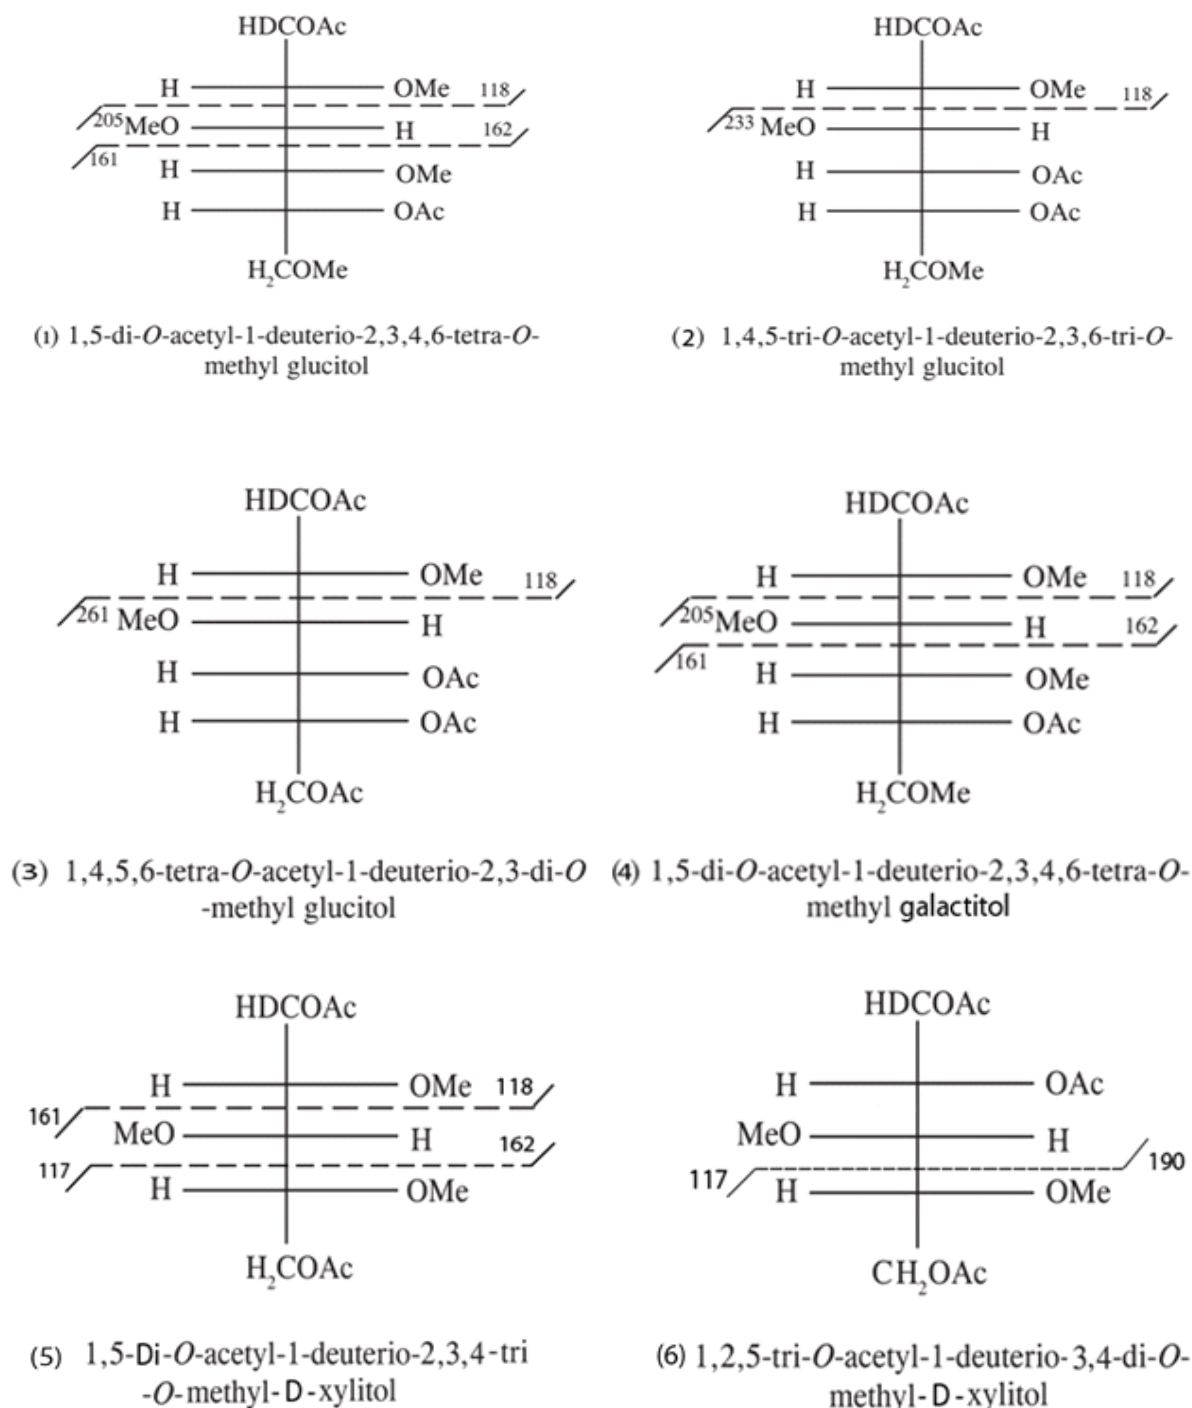 HDCOAc
H OMe 118
205 MeO H 162
161 H OMe
H OAc
H₂COMe
(1) 1,5-di-O-acetyl-1-deuterio-2,3,4,6-tetra-O-
methyl glucitol
HDCOAc
H OMe 118
233 MeO H
H OAc
H OAc
H₂COMe
(2) 1,4,5-tri-O-acetyl-1-deuterio-2,3,6-tri-O-
methyl glucitol
HDCOAc
H OMe 118
261 MeO H
H OAc
H OAc
H₂COAc
(3) 1,4,5,6-tetra-O-acetyl-1-deuterio-2,3-di-O
-methyl glucitol
HDCOAc
H OMe 118
205 MeO H 162
161 H OMe
H OAc
H₂COMe
(4) 1,5-di-O-acetyl-1-deuterio-2,3,4,6-tetra-O-
methyl galactitol
HDCOAc
H OMe 118
161 MeO H 162
117 H OMe
H₂COAc
(5) 1,5-Di-O-acetyl-1-deuterio-2,3,4-tri
-O-methyl-D-xylitol
HDCOAc
H OAc
MeO H 190
117 H OMe
CH₂OAc
(6) 1,2,5-tri-O-acetyl-1-deuterio-3,4-di-O-
methyl-D-xylitol